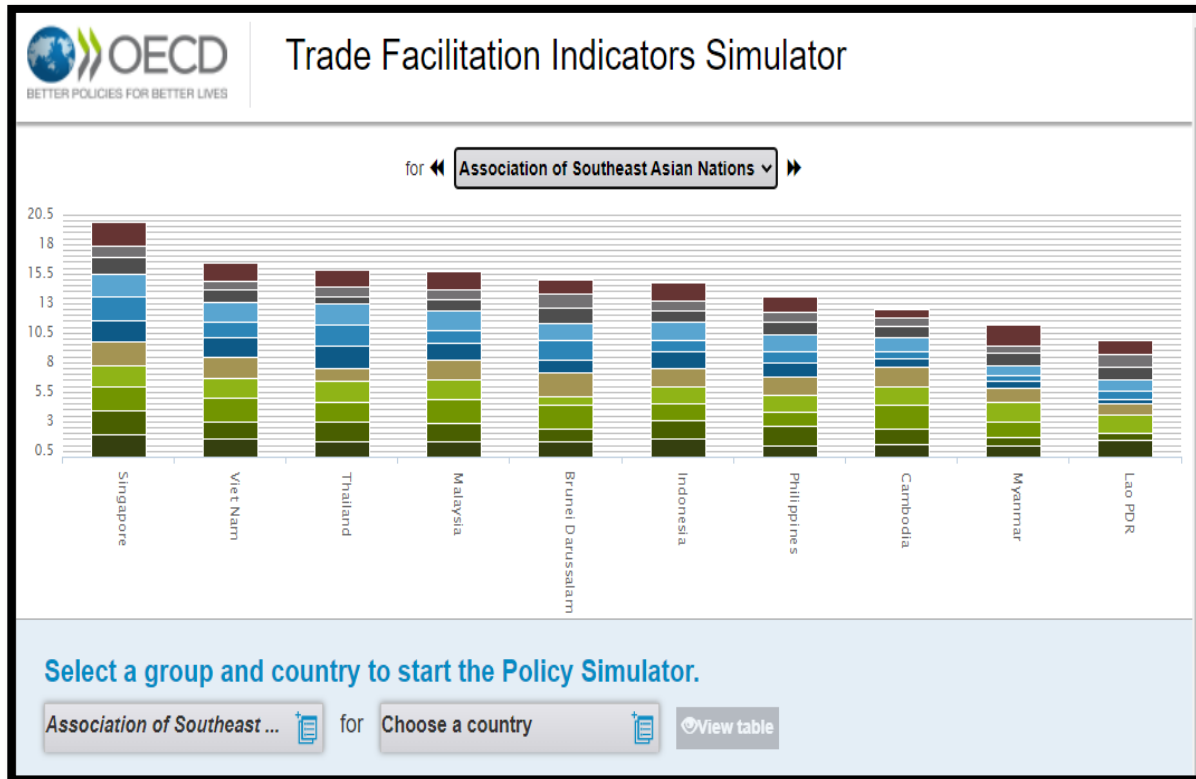 OECD
BETTER POLICIES FOR BETTER LIVES
Trade Facilitation Indicators Simulator
for Association of Southeast Asian Nations
20.5
18
15.5
13
10.5
8
5.5
3
0.5
Singapore
Viet Nam
Thailand
Malaysia
Brunei Darussalam
Indonesia
Philippines
Cambodia
Myanmar
Lao PDR
Select a group and country to start the Policy Simulator.
Association of Southeast ... for Choose a country View table